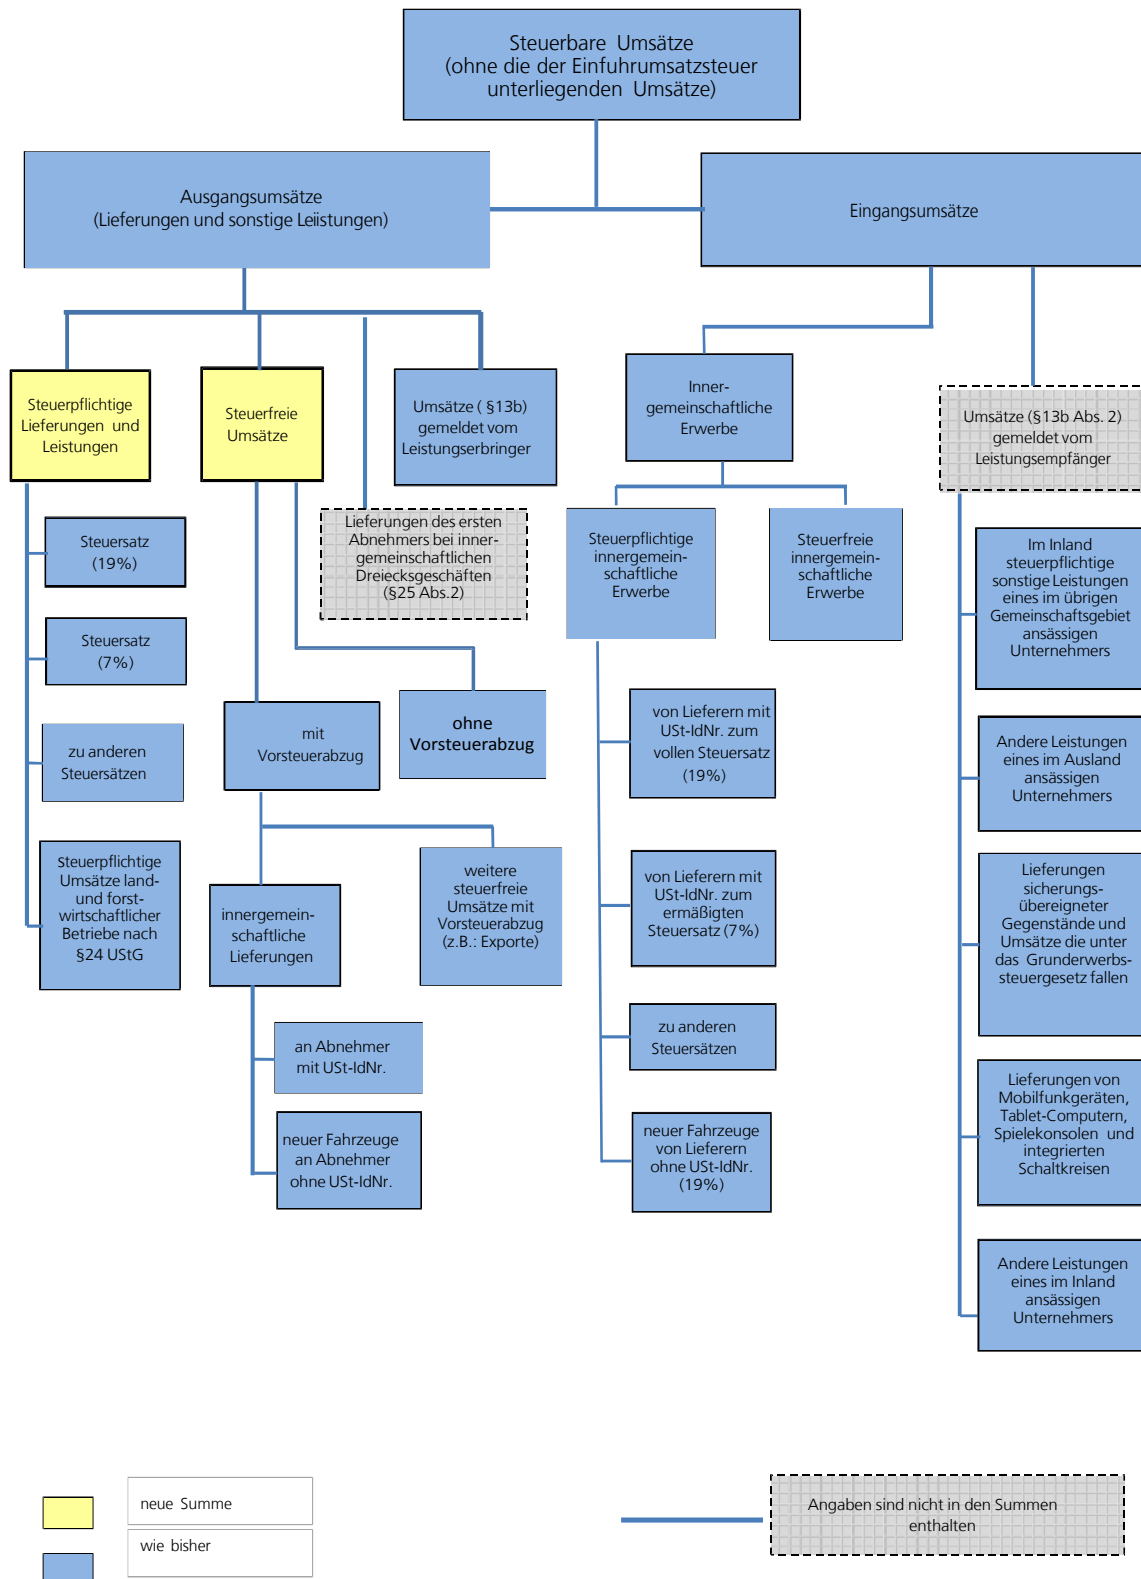 Steuerbare Umsätze
(ohne die der Einfuhrumsatzsteuer
unterliegenden Umsätze)
Ausgangsumsätze
(Lieferungen und sonstige Leiistungen)
Eingangsumsätze
Steuerpflichtige
Lieferungen und
Leistungen
Steuerfreie
Umsätze
Umsätze ( §13b)
gemeldet vom
Leistungserbringer
Inner-
gemeinschaftliche
Erwerbe
Umsätze (§13b Abs. 2)
gemeldet vom
Leistungsempfänger
Steuersatz
(19%)
Steuersatz
(7%)
zu anderen
Steuersätzen
Steuerpflichtige
Umsätze land-
und forst-
wirtschaftlicher
Betriebe nach
§24 UStG
Lieferungen des ersten
Abnehmers bei inner-
gemeinschaftlichen
Dreiecksgeschäften
(§25 Abs.2)
mit
Vorsteuerabzug
ohne
Vorsteuerabzug
innergemein-
schaftliche
Lieferungen
weitere
steuerfreie
Umsätze mit
Vorsteuerabzug
(z.B.: Exporte)
an Abnehmer
mit USt-IdNr.
neuer Fahrzeuge
an Abnehmer
ohne USt-IdNr.
Steuerpflichtige
innergemein-
schaftliche
Erwerbe
Steuerfreie
innergemein-
schaftliche
Erwerbe
von Lieferern mit
USt-IdNr. zum
vollen Steuersatz
(19%)
von Lieferern mit
USt-IdNr. zum
ermäßigten
Steuersatz (7%)
zu anderen
Steuersätzen
neuer Fahrzeuge
von Lieferern
ohne USt-IdNr.
(19%)
Im Inland
steuerpflichtige
sonstige Leistungen
eines im übrigen
Gemeinschaftsgebiet
ansässigen
Unternehmers
Andere Leistungen
eines im Ausland
ansässigen
Unternehmers
Lieferungen
sicherungs-
übereigneter
Gegenstände und
Umsätze die unter
das Grunderwerbs-
steuergesetz fallen
Lieferungen von
Mobilfunkgeräten,
Tablet-Computern,
Spielekonsolen und
integrierten
Schaltkreisen
Andere Leistungen
eines im Inland
ansässigen
Unternehmers
neue Summe
wie bisher
Angaben sind nicht in den Summen
enthalten